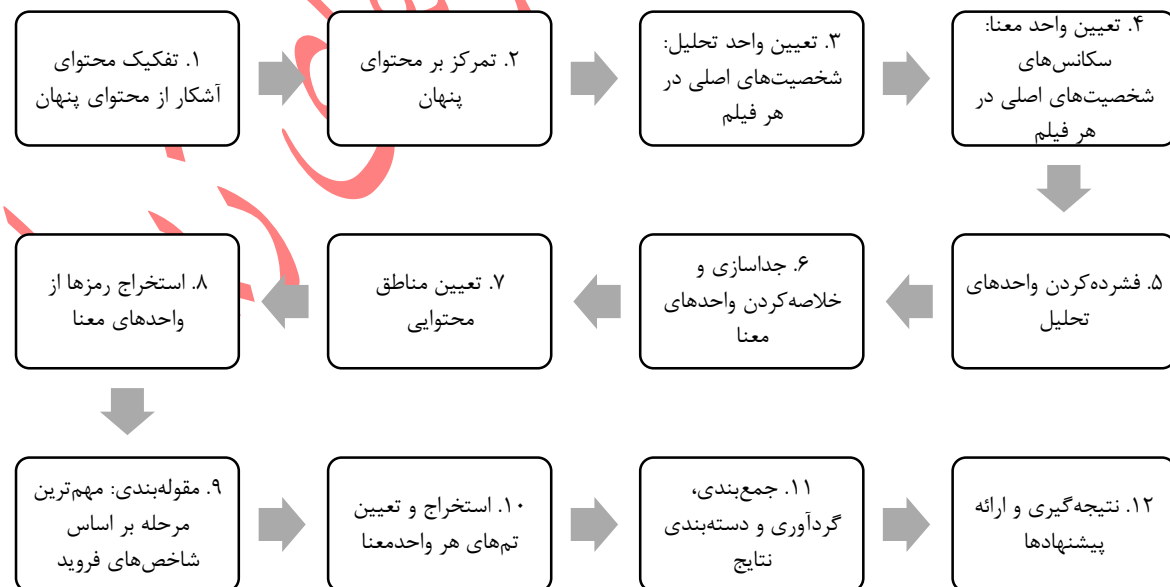 ۱. تفکیک محتوای
آشکار از محتوای پنهان
۲. تمرکز بر محتوای
پنهان
۳. تعیین واحد تحلیل:
شخصیت‌های اصلی در
هر فیلم
۴. تعیین واحد معنا:
سکانس‌های
شخصیت‌های اصلی در
هر فیلم
۵. فشرده‌کردن واحدهای
تحلیل
۶. جداسازی و
خلاصه‌کردن واحدهای
معنا
۷. تعیین مناطق
محتوایی
۸. استخراج رمزها از
واحدهای معنا
۹. مقوله‌بندی: مهم‌ترین
مرحله بر اساس
شاخص‌های فروید
۱۰. استخراج و تعیین
تم‌های هر واحدمعنا
۱۱. جمع‌بندی،
گردآوری و دسته‌بندی
نتایج
۱۲. نتیجه‌گیری و ارائه
پیشنهادها